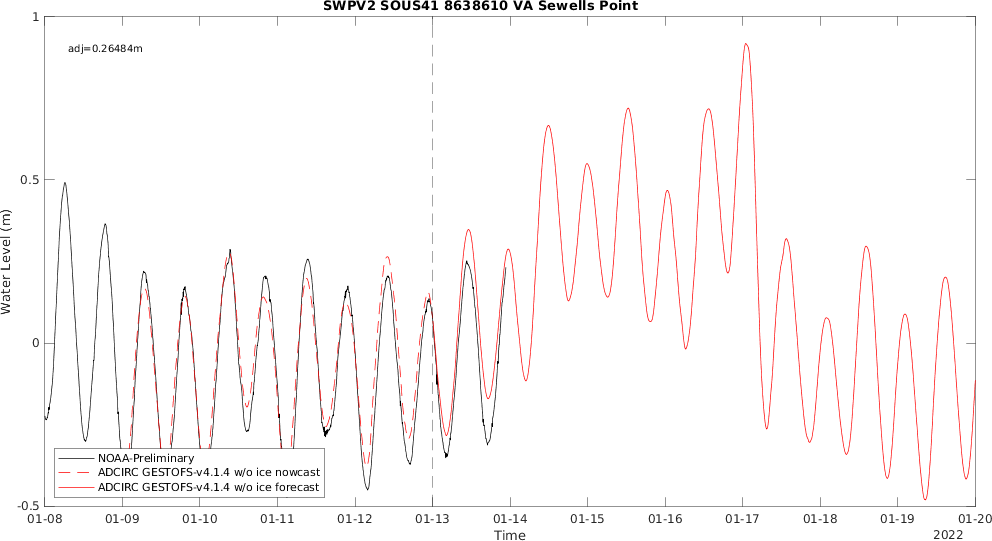 SWPV2 SOUS41 8638610 VA Sewells Point
adj=0.26484m
1
0.5
0
-0.5
Water Level (m)
NOAA-Preliminary
ADCIRC GESTOFS-v4.1.4 w/o ice nowcast
ADCIRC GESTOFS-v4.1.4 w/o ice forecast
01-08 01-09 01-10 01-11 01-12 01-13 01-14 01-15 01-16 01-17 01-18 01-19 01-20
Time
2022